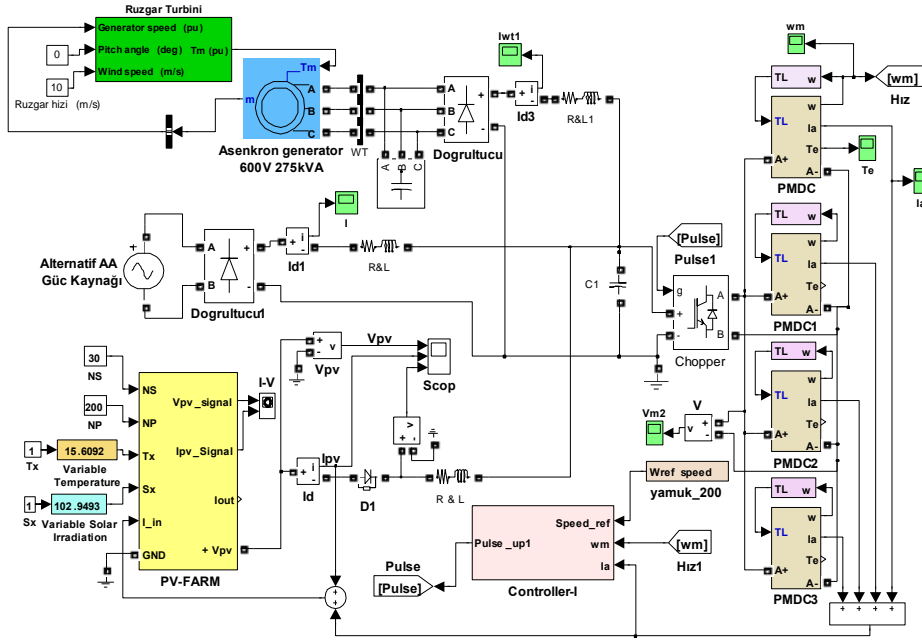 Ruzgar Turbini
Generator speed (pu)
Pitch angle (deg)
Tm (pu)
Wind speed (m/s)
0
10
Ruzgar hizi (m/s)
Tm
m
A
B
C
Asenkron generator
600V 275kVA
WT
A
B
C
A
B
C
+
-
Dogrultucu
Iwt1
+
i
-
Id3
R&L1
wm
TL
w
[wm]
Hız
TL
w
Ia
Te
A+
A-
PMDC
Te
Ia
+
Alternatif AA
Güc Kaynağı
A
B
+
-
Dogrultucu1
I
+
i
-
Id1
R&L
C1
[Pulse]
Pulse1
g
+
-
A
B
Chopper
TL
w
TL
w
Ia
Te
A+
A-
PMDC1
30
NS
200
NP
1
Tx
15.6092
Variable
Temperature
1
Sx
102.9493
Variable Solar
Irradiation
NS
NP
Tx
Sx
I_in
GND
Vpv_signal
Ipv_Signal
Iout
+ Vpv
PV-FARM
I-V
+
-
v
Vpv
Vpv
Scop
Ipv
+
i
-
Id
D1
v
+
-
R & L
Vm2
V
v
+
-
TL
w
TL
w
Ia
Te
A+
A-
PMDC2
Wref speed
yamuk_200
Speed_ref
Pulse_up1
wm
Ia
Controller-I
[wm]
Hız1
Pulse
[Pulse]
+
+
TL
w
TL
w
Ia
Te
A+
A-
PMDC3
+ + + +